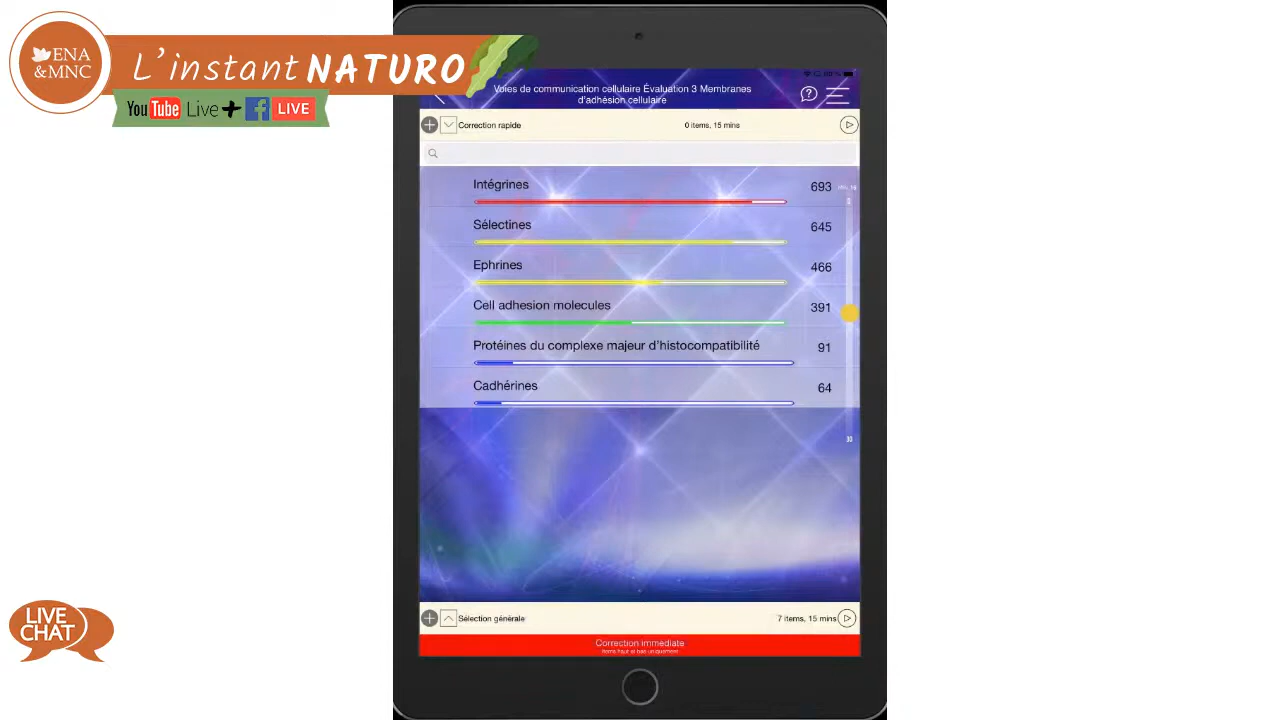 ENA
&MNC
L'instant NATURO
YouTube Live+f LIVE
Voies de communication cellulaire Évaluation 3 Membranes
d'adhésion cellulaire
?
Correction rapide
0 items, 15 mins
Intégrines
693
Sélectines
645
Ephrines
466
Cell adhesion molecules
391
Protéines du complexe majeur d'histocompatibilité
91
Cadhérines
64
30
Sélection générale
7 items, 15 mins
Correction immediate
LIVE
CHAT